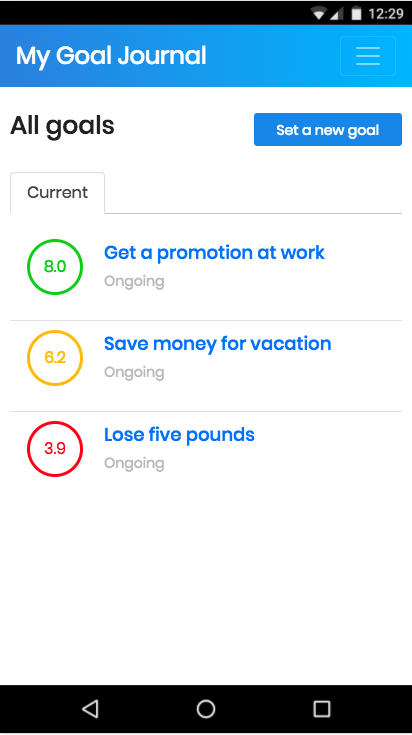 12:29
My Goal Journal
All goals
Set a new goal
Current
8.0
Get a promotion at work
Ongoing
6.2
Save money for vacation
Ongoing
3.9
Lose five pounds
Ongoing